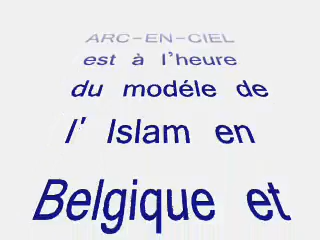 ARC-EN-CIEL
est à l'heure
du modéle de
l' Islam en
Belgique et